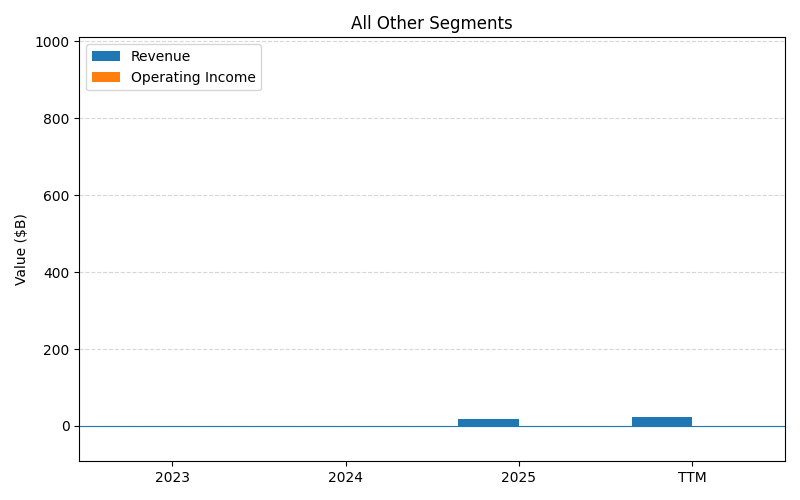 All Other Segments
Revenue
Operating Income
Value ($B)
1000
800
600
400
200
0
2023 2024 2025 TTM